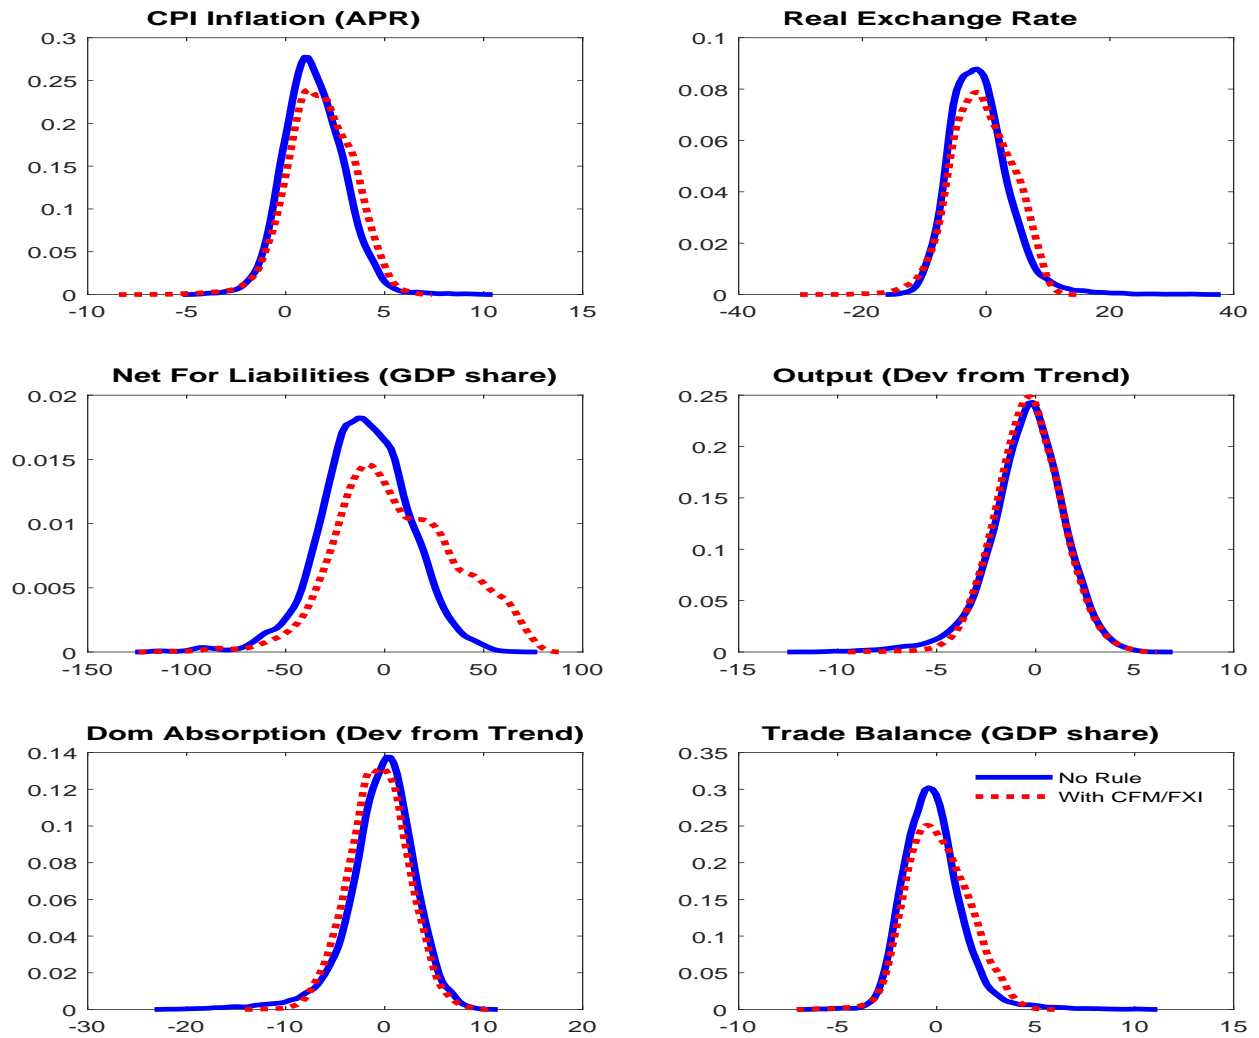 CPI Inflation (APR)
0.3
0.25
0.2
0.15
0.1
0.05
0
-10 -5 0 5 10 15
Real Exchange Rate
0.1
0.08
0.06
0.04
0.02
0
-40 -20 0 20 40
Net For Liabilities (GDP share)
0.02
0.015
0.01
0.005
0
-150 -100 -50 0 50 100
Output (Dev from Trend)
0.25
0.2
0.15
0.1
0.05
0
-15 -10 -5 0 5 10
Dom Absorption (Dev from Trend)
0.14
0.12
0.1
0.08
0.06
0.04
0.02
0
-30 -20 -10 0 10 20
Trade Balance (GDP share)
0.35
0.3
0.25
0.2
0.15
0.1
0.05
0
-10 -5 0 5 10 15
No Rule
With CFM/FXI